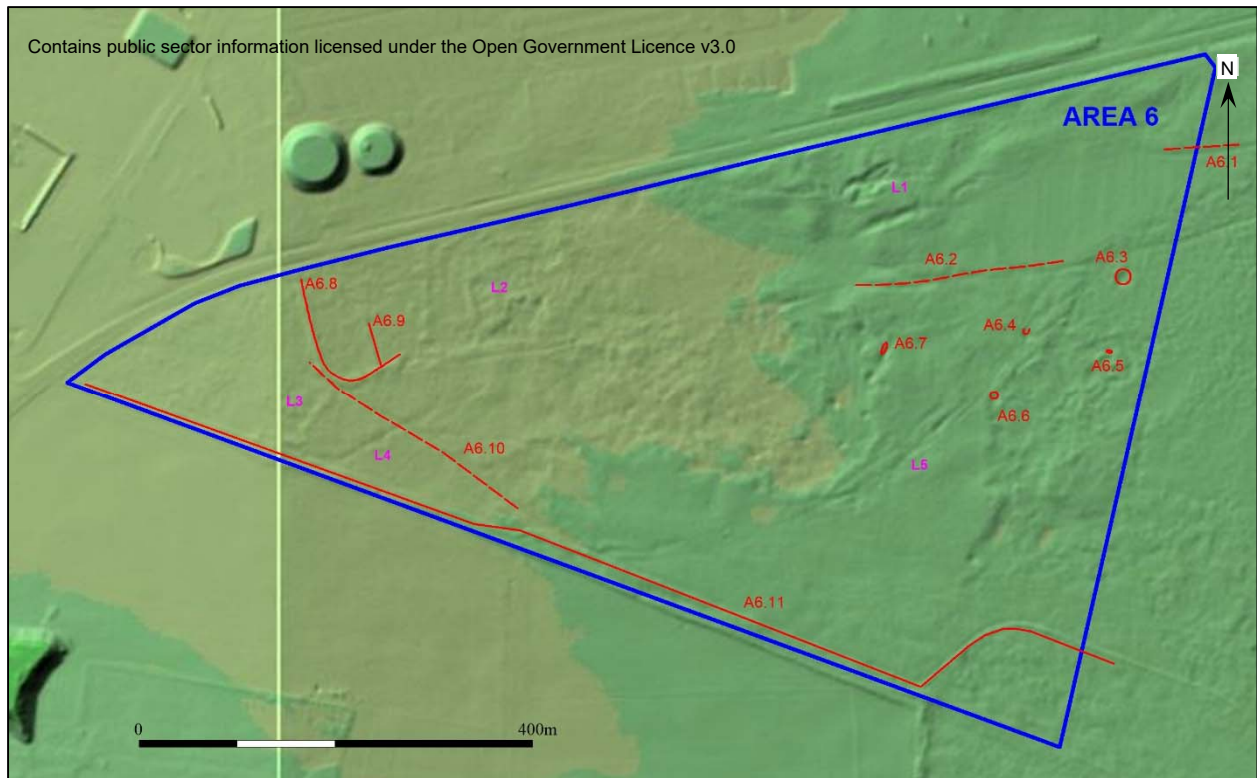 Contains public sector information licensed under the Open Government Licence v3.0
N
AREA 6
A6.1
L1
A6.2
A6.3
A6.8
L2
A6.9
A6.4
A6.7
A6.5
L3
A6.6
A6.10
L4
L5
A6.11
0
400m